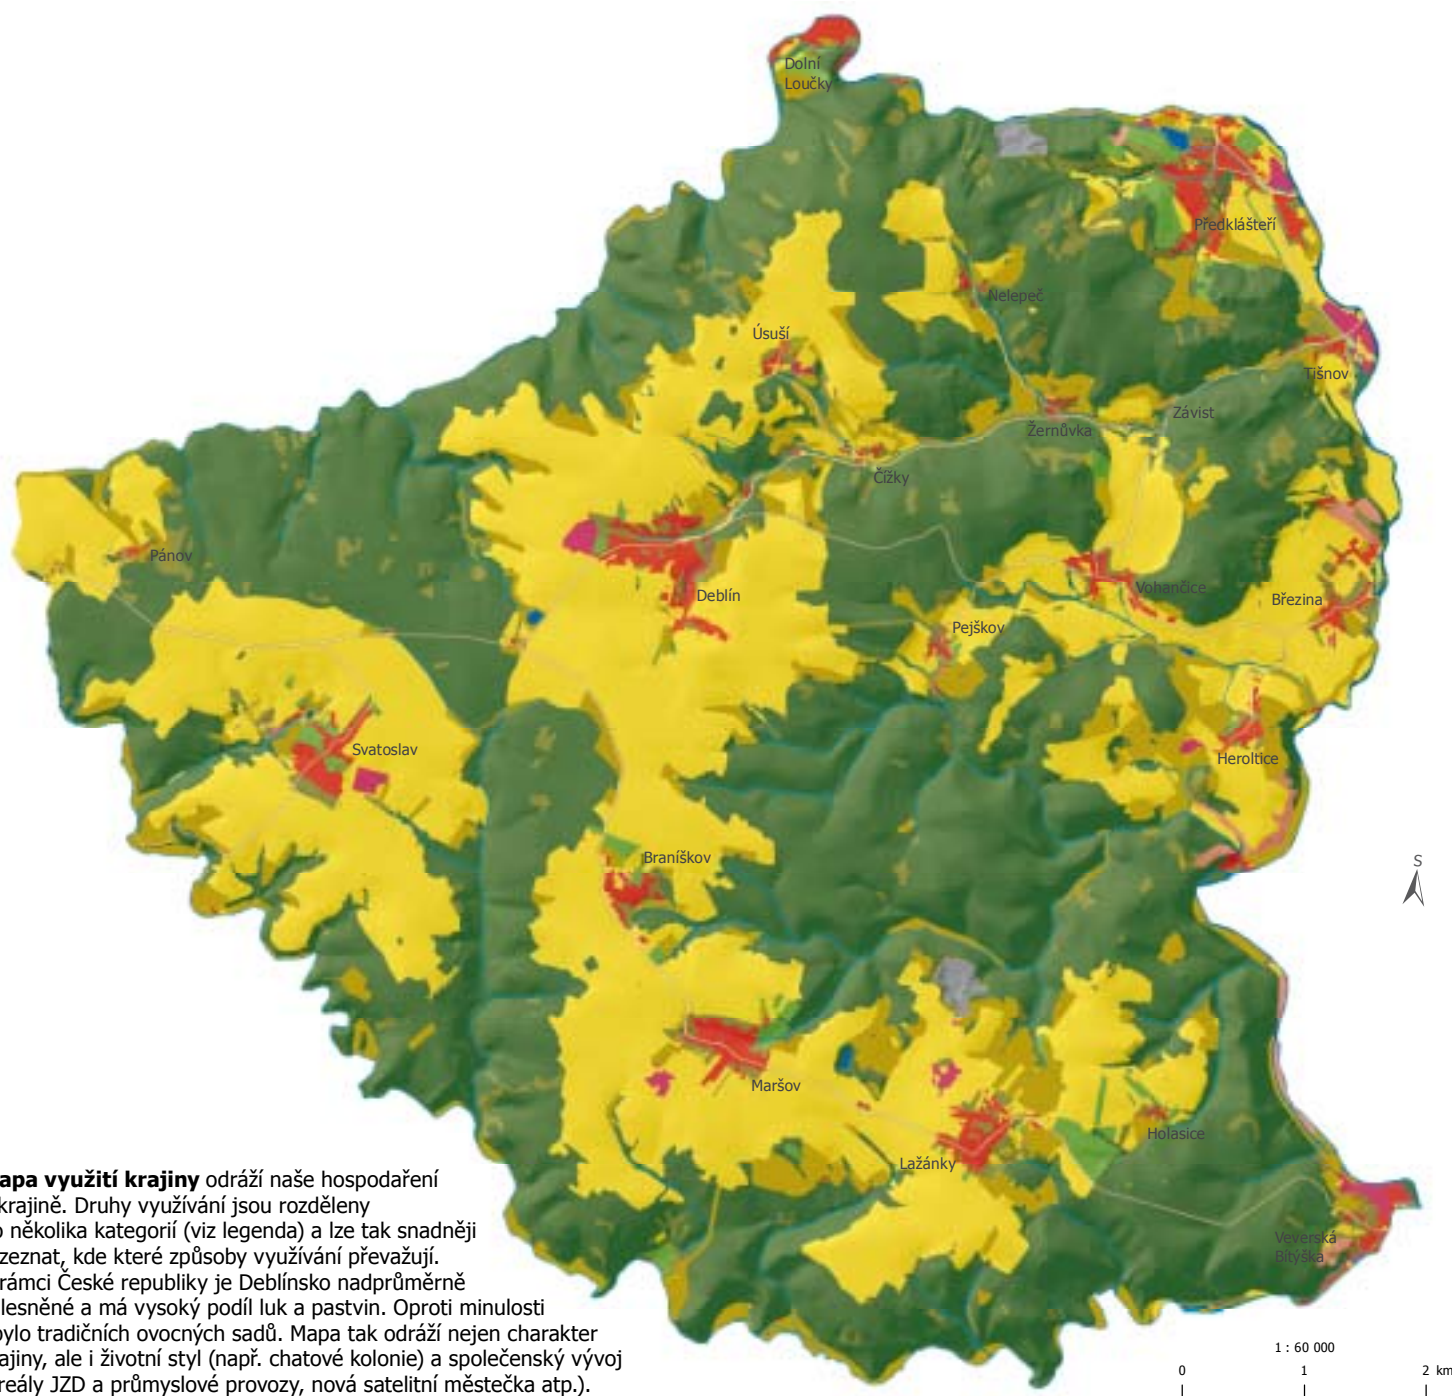 Dolní
Loučky
Předklášteří
Nelepeč
Úsuší
Tišnov
Závist
Žernůvka
Čížky
Pánov
Vohančice
Deblín
Březina
Pejškov
Svatoslav
Heroltice
Braníškov
S
Maršov
Holasice
Lažánky
Veverská
Bítýška
apa využití krajiny odráží naše hospodaření
krajině. Druhy využívání jsou rozděleny
o několika kategorií (viz legenda) a lze tak snadněji
zeznat, kde které způsoby využívání převažují.
rámci České republiky je Deblínsko nadprůměrně
lesněné a má vysoký podíl luk a pastvin. Oproti minulosti
bylo tradičních ovocných sadů. Mapa tak odráží nejen charakter
ajiny, ale i životní styl (např. chatové kolonie) a společenský vývoj
reály JZD a průmyslové provozy, nová satelitní městečka atp.).
1 : 60 000
0 1 2 km